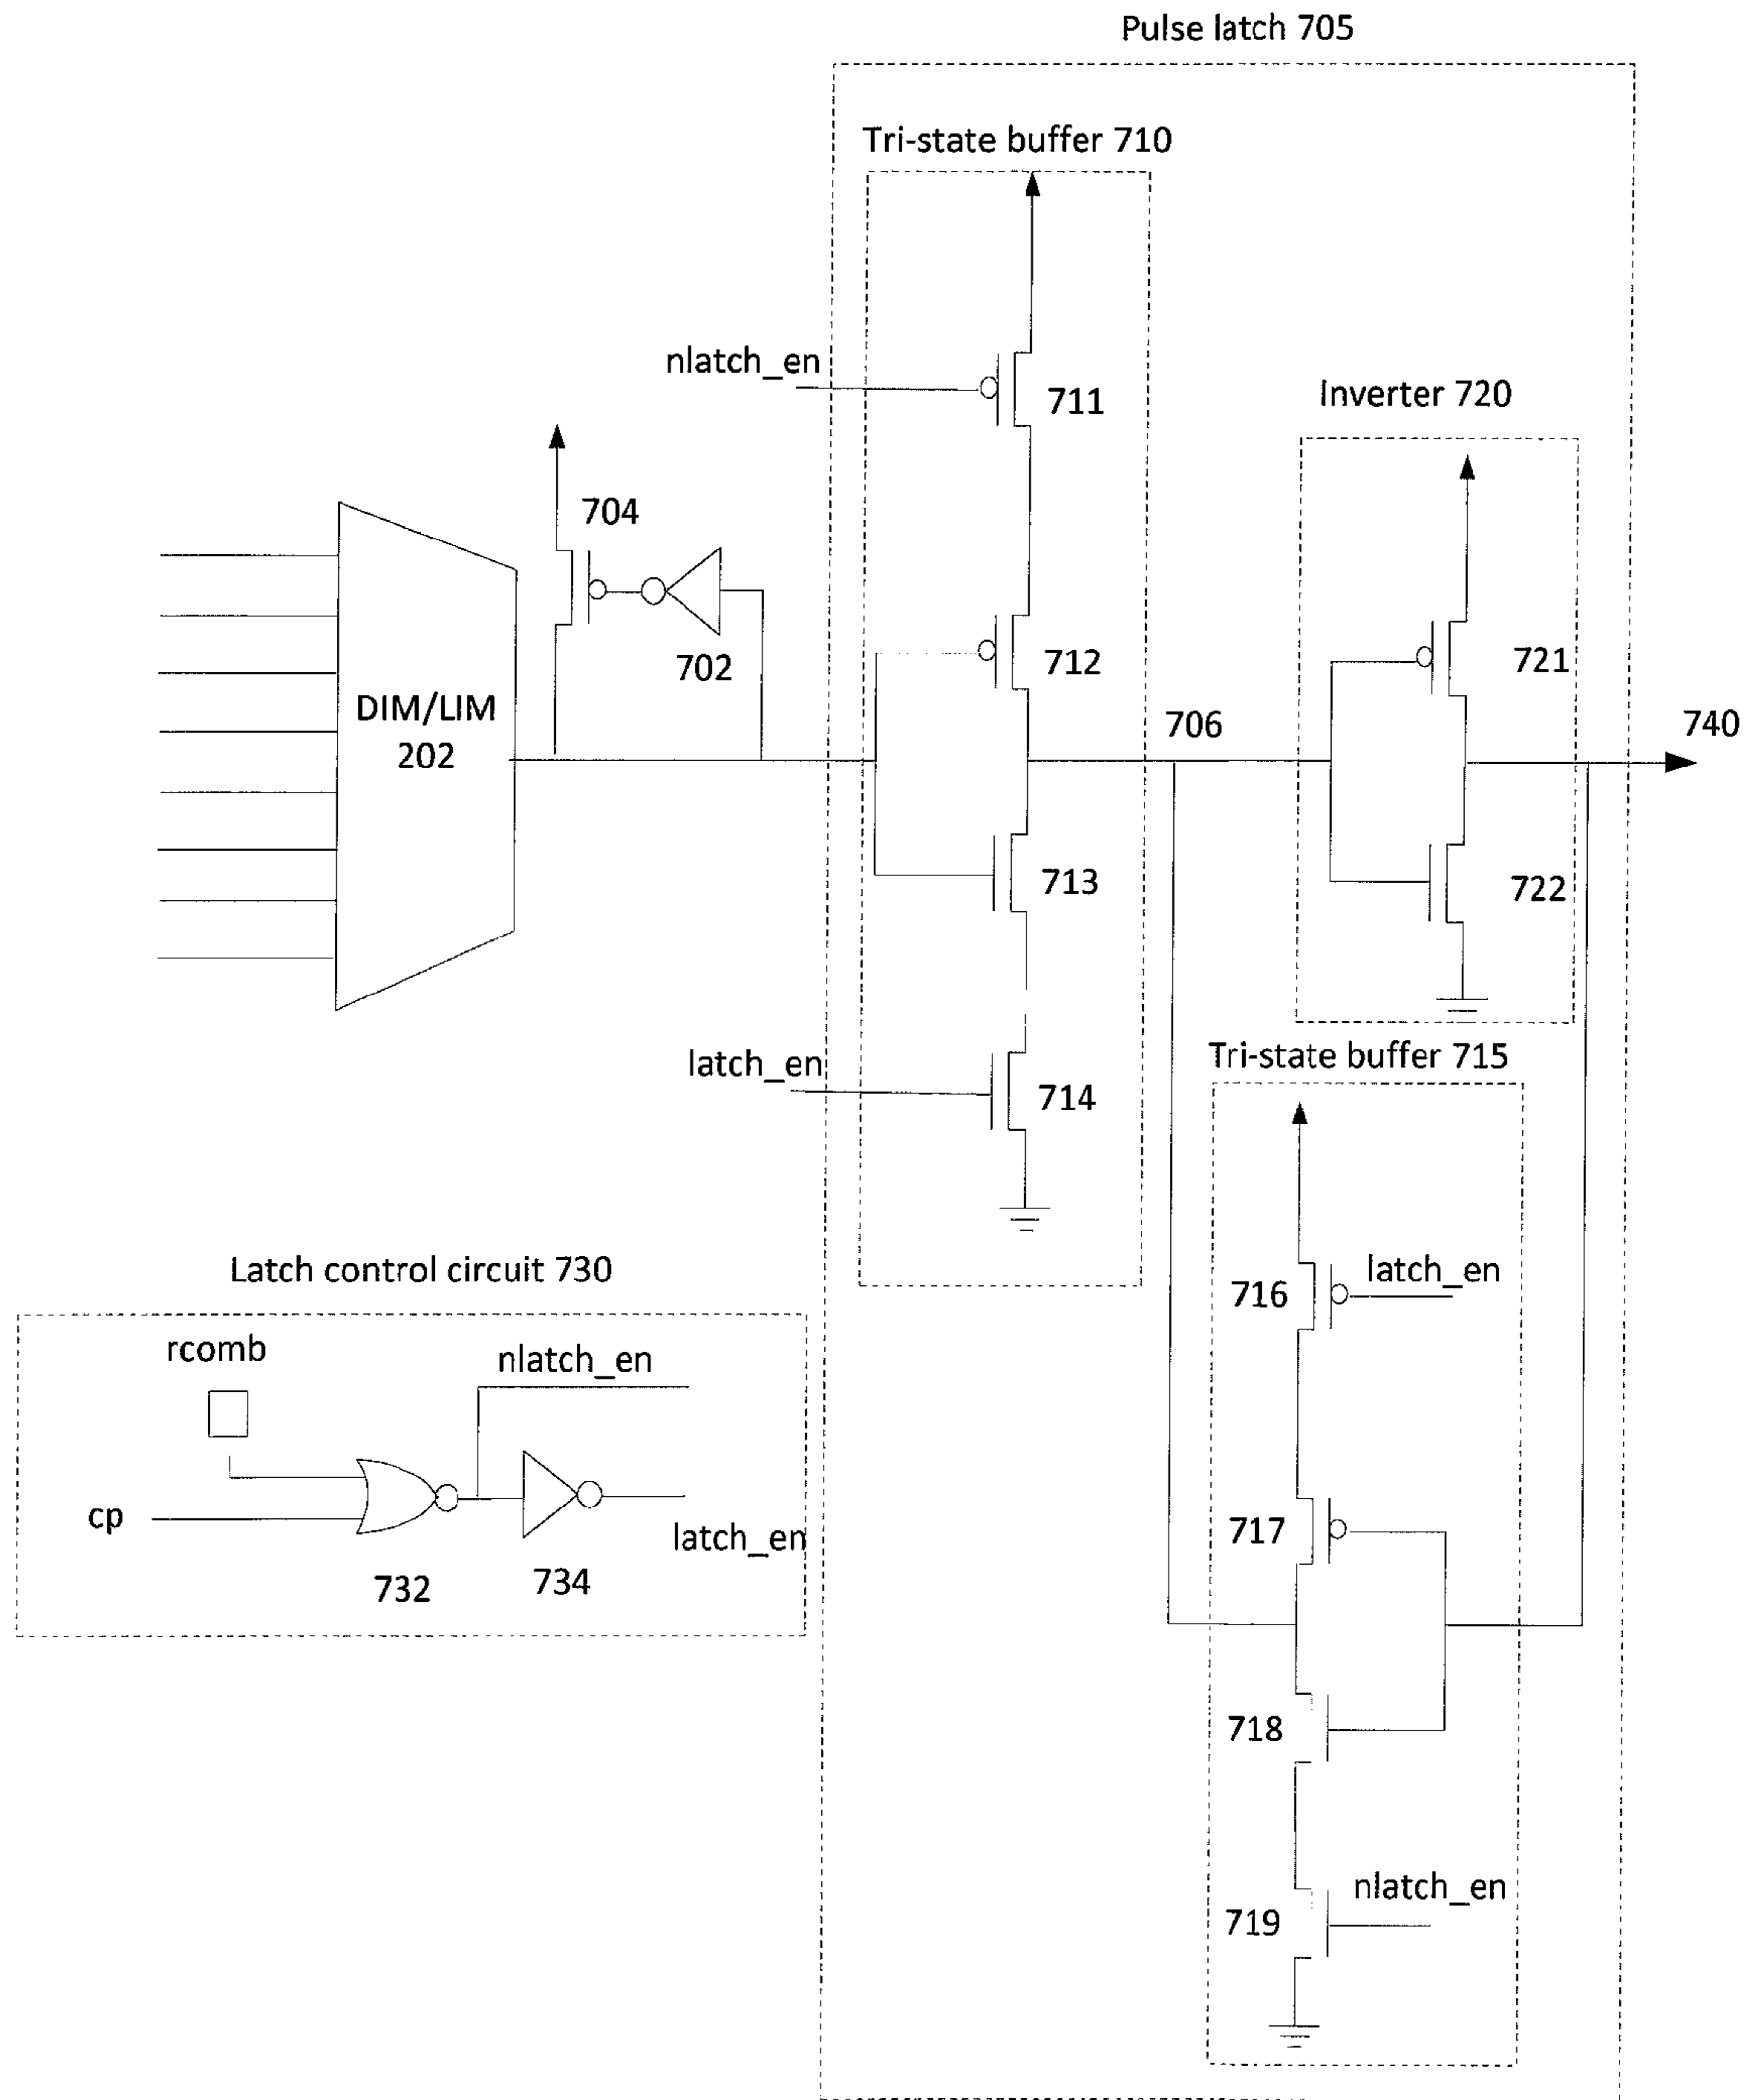 Pulse latch 705
Tri-state buffer 710
nlatch_en
711
Inverter 720
704
702
712
721
DIM/LIM
202
706
740
713
722
latch_en
714
Tri-state buffer 715
716
latch_en
Latch control circuit 730
rcomb
nlatch_en
cp
latch_en
732
734
717
718
nlatch_en
719